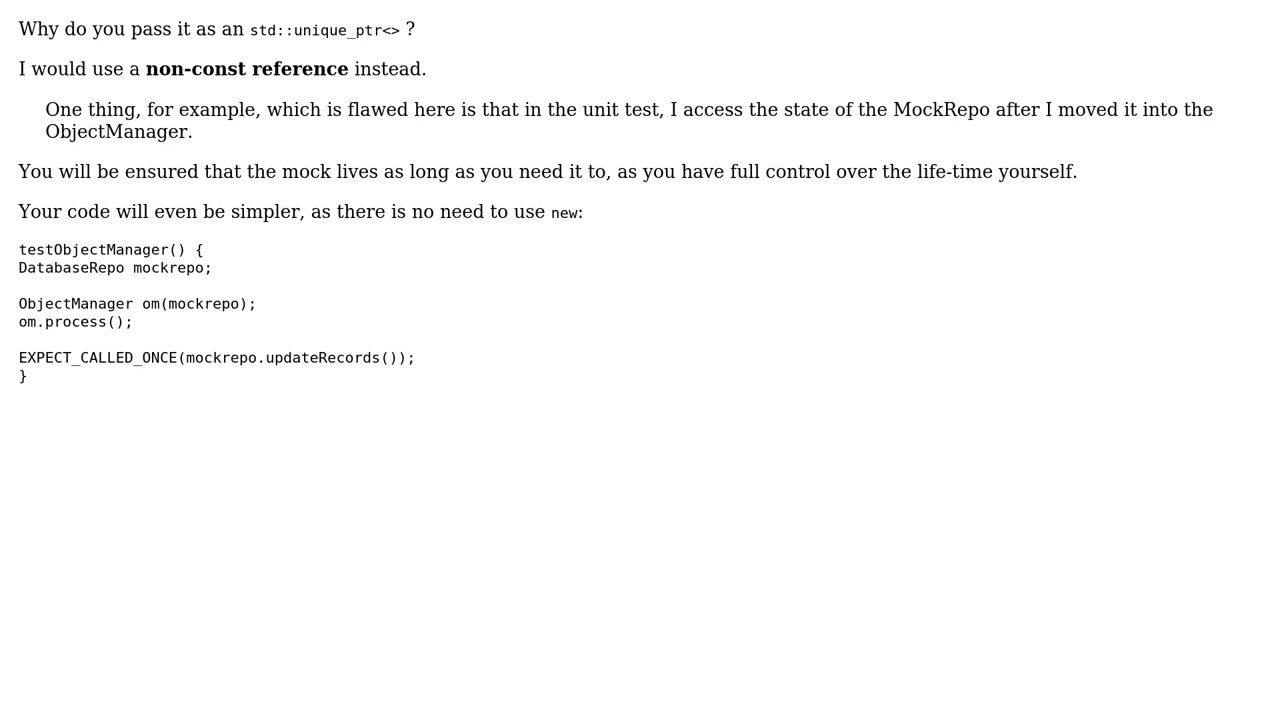 Why do you pass it as an std::unique_ptr<> ?
I would use a non-const reference instead.
One thing, for example, which is flawed here is that in the unit test, I access the state of the MockRepo after I moved it into the
ObjectManager.
You will be ensured that the mock lives as long as you need it to, as you have full control over the life-time yourself.
Your code will even be simpler, as there is no need to use new:
testObjectManager() {
DatabaseRepo mockrepo;
ObjectManager om(mockrepo);
om.process();
EXPECT_CALLED_ONCE(mockrepo.updateRecords());
}